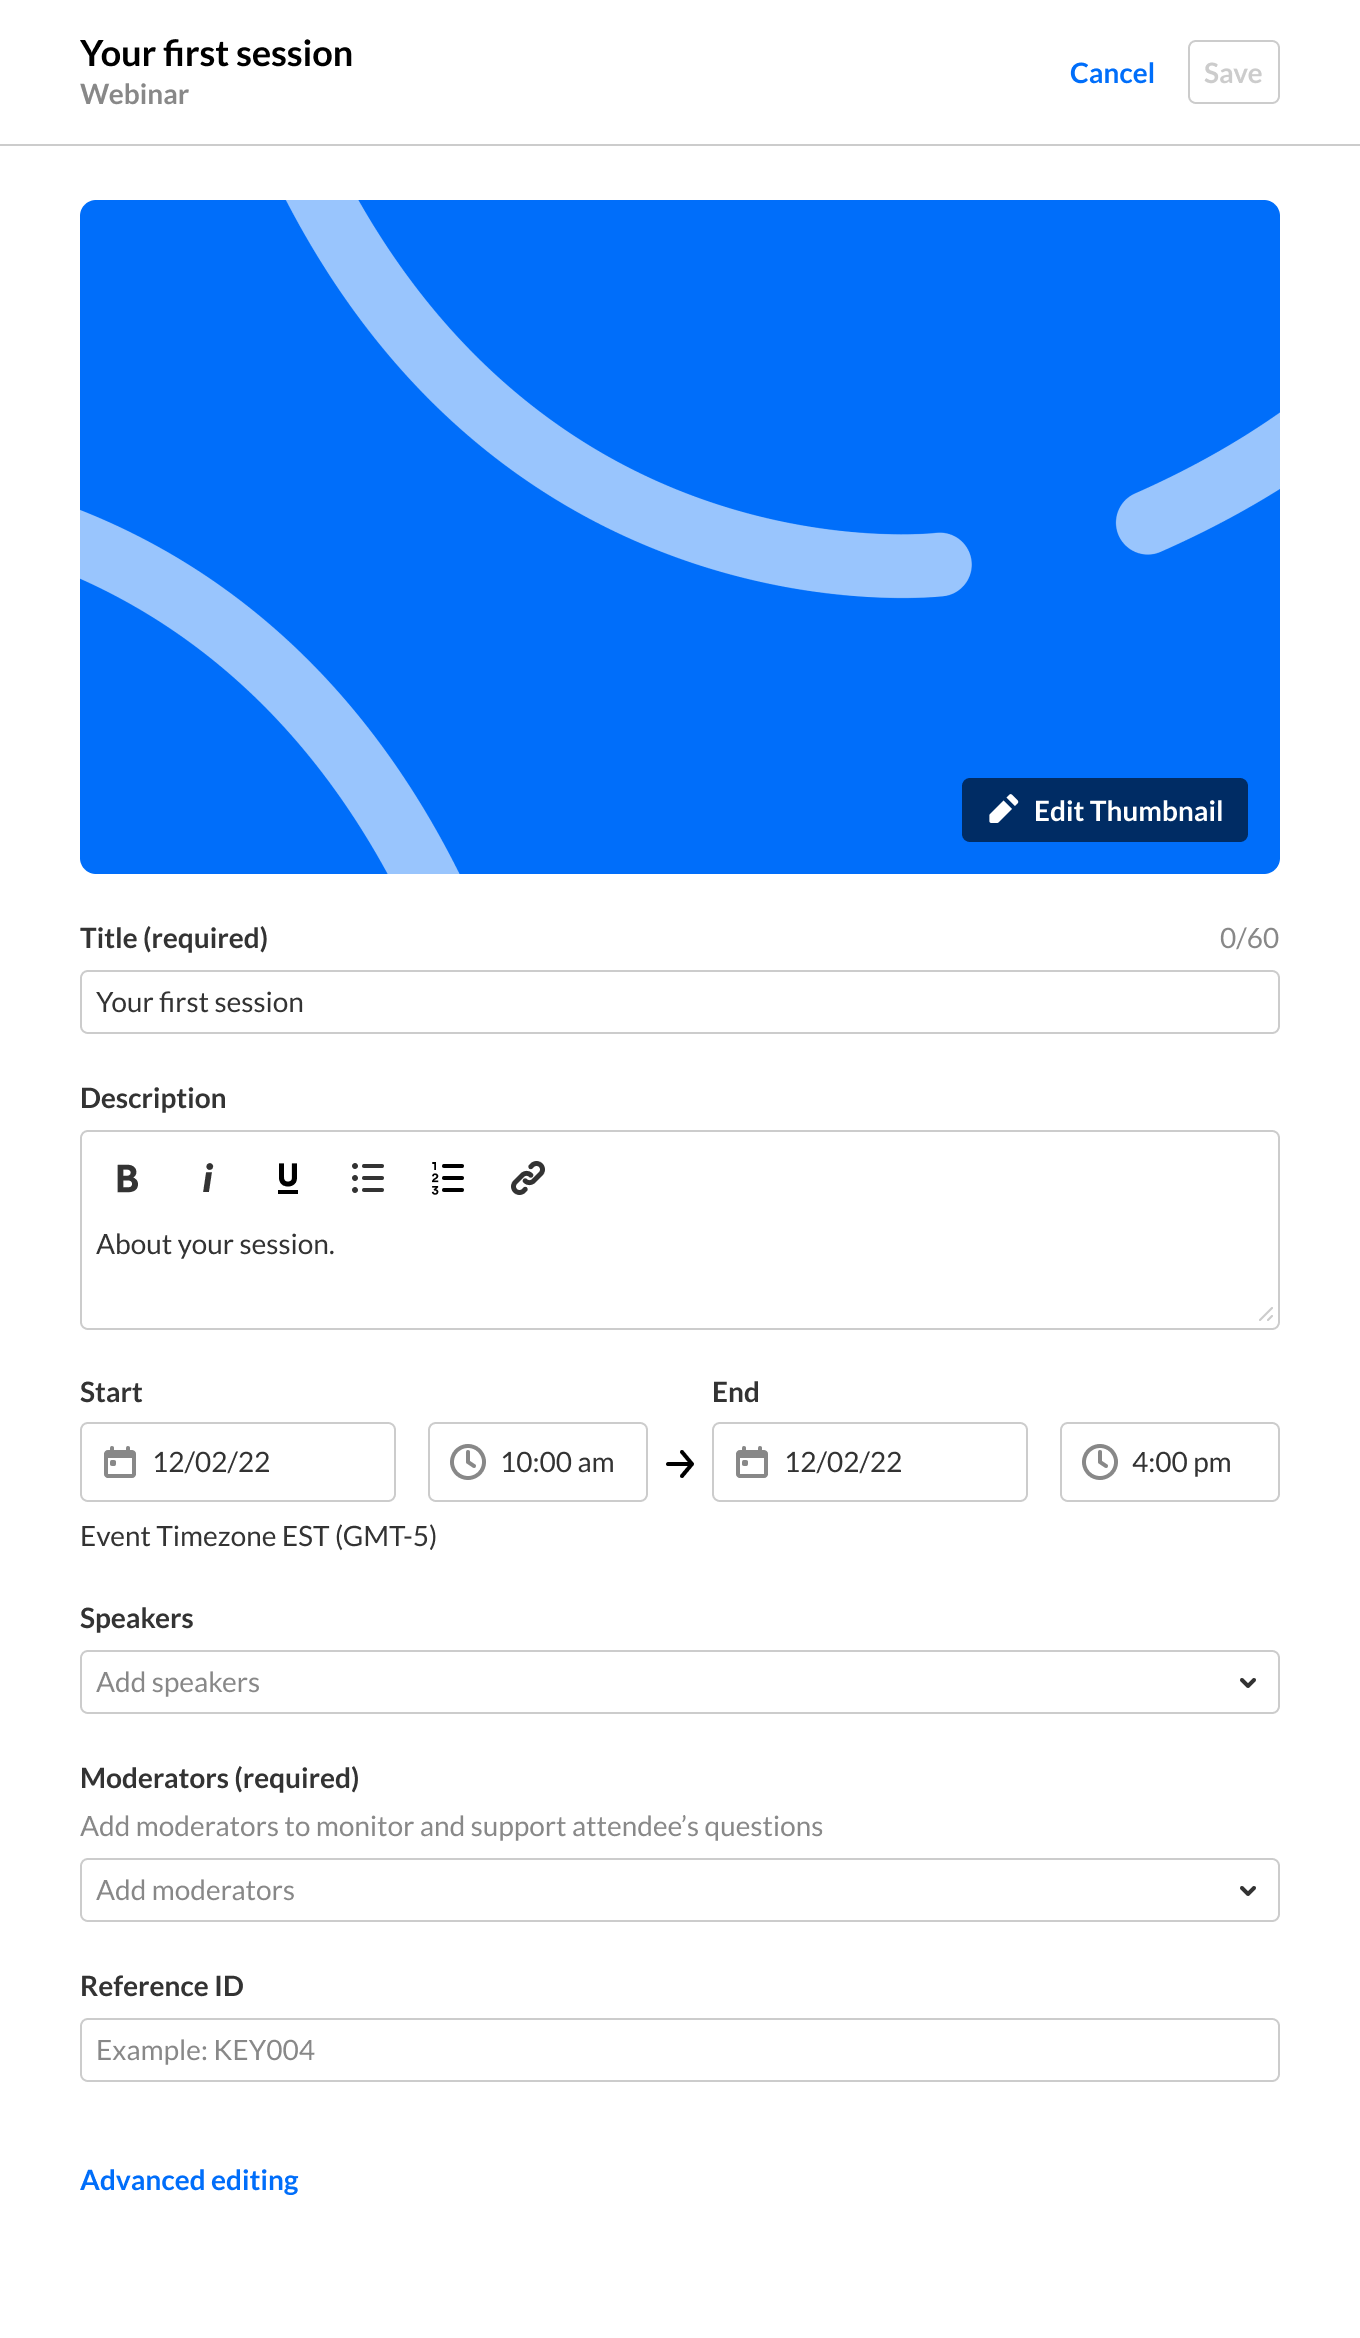 Your first session
Webinar
Cancel
Save
Edit Thumbnail
Title (required)
0/60
Your first session
Description
B i U
1
2
3
About your session.
Start
End
12/02/22
10:00 am
12/02/22
4:00 pm
Event Timezone EST (GMT-5)
Speakers
Add speakers
Moderators (required)
Add moderators to monitor and support attendee’s questions
Add moderators
Reference ID
Example: KEY004
Advanced editing